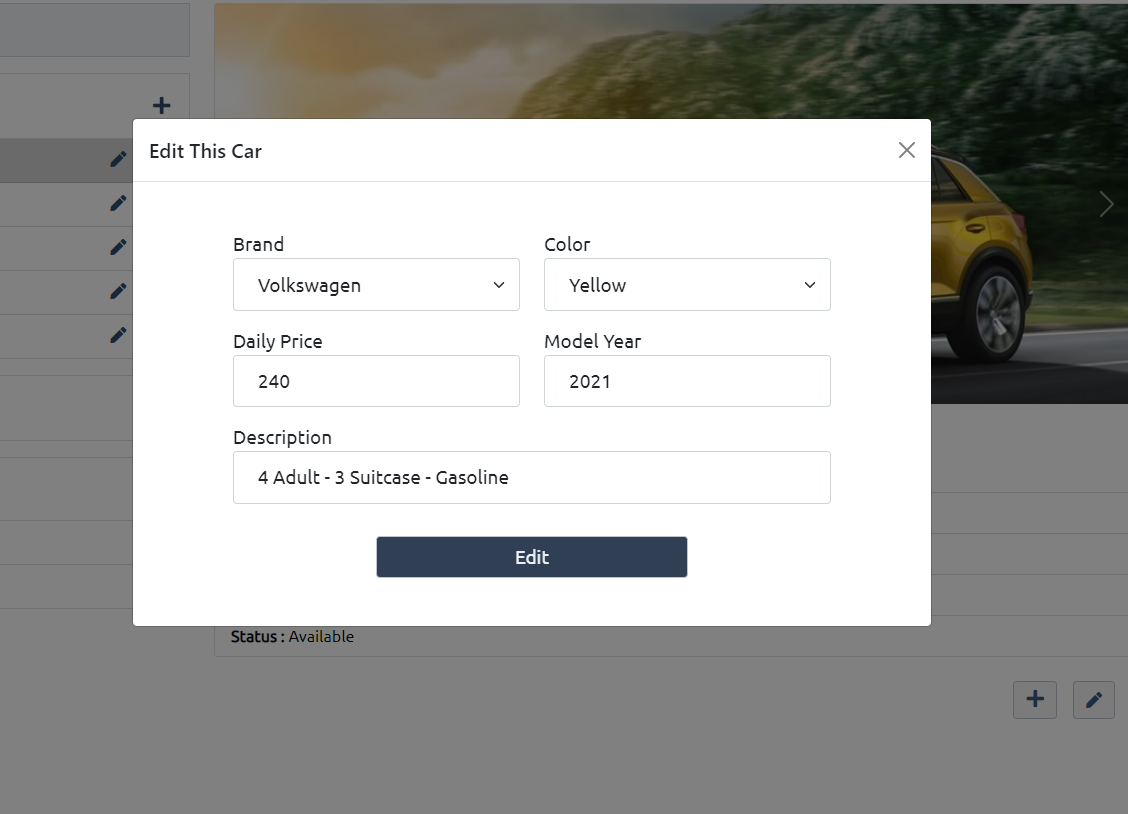 Edit This Car
Brand
Color
Volkswagen
Yellow
Daily Price
Model Year
240
2021
Description
4 Adult - 3 Suitcase - Gasoline
Edit
Status : Available